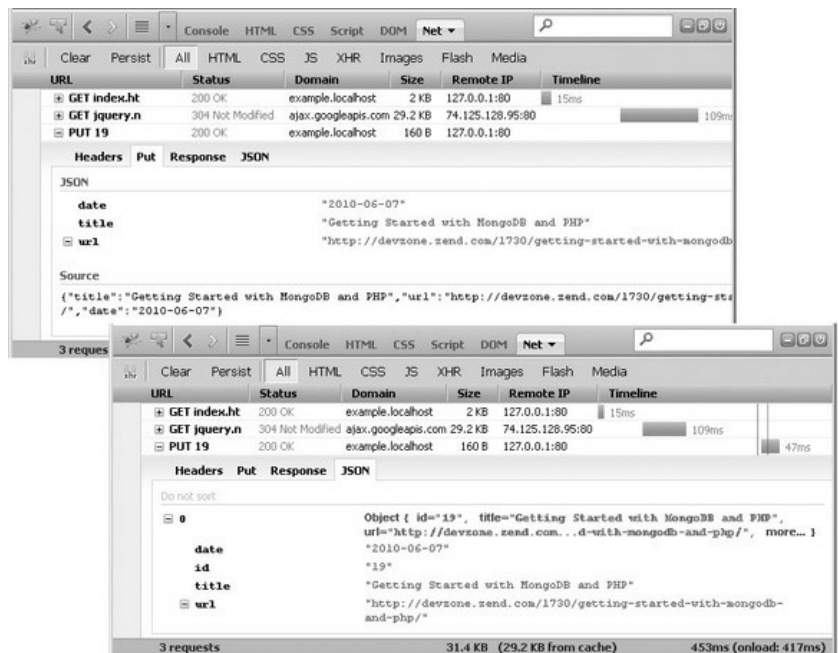 Console HTML CSS Script DOM Net
Clear Persist All HTML CSS JS XHR Images Flash Media
URL Status Domain Size Remote IP Timeline
GET index.ht 200 OK example.localhost 2 KB 127.0.0.1:80 15ms
GET jquery.n 304 Not Modified ajax.googleapis.com 29.2 KB 74.125.128.95:80 109ms
PUT 19 200 OK example.localhost 160 B 127.0.0.1:80
Headers Put Response JSON
JSON
date "2010-06-07"
title "Getting Started with MongoDB and PHP"
url "http://devzone.zend.com/1730/getting-started-with-mongodb
Source
{"title":"Getting Started with MongoDB and PHP","url":"http://devzone.zend.com/1730/getting-sta
/","date":"2010-06-07"}
3 reques
Console HTML CSS Script DOM Net
Clear Persist All HTML CSS JS XHR Images Flash Media
URL Status Domain Size Remote IP Timeline
GET index.ht 200 OK example.localhost 2 KB 127.0.0.1:80 15ms
GET jquery.n 304 Not Modified ajax.googleapis.com 29.2 KB 74.125.128.95:80 109ms
PUT 19 200 OK example.localhost 160 B 127.0.0.1:80 47ms
Headers Put Response JSON
Do not sort
0 Object { id="19", title="Getting Started with MongoDB and PHP",
url="http://devzone.zend.com...d-with-mongodb-and-php/", more... }
date "2010-06-07"
id "19"
title "Getting Started with MongoDB and PHP"
url "http://devzone.zend.com/1730/getting-started-with-mongodb-
and-php/"
3 requests 31.4 KB (29.2 KB from cache) 453ms (onload: 417ms)